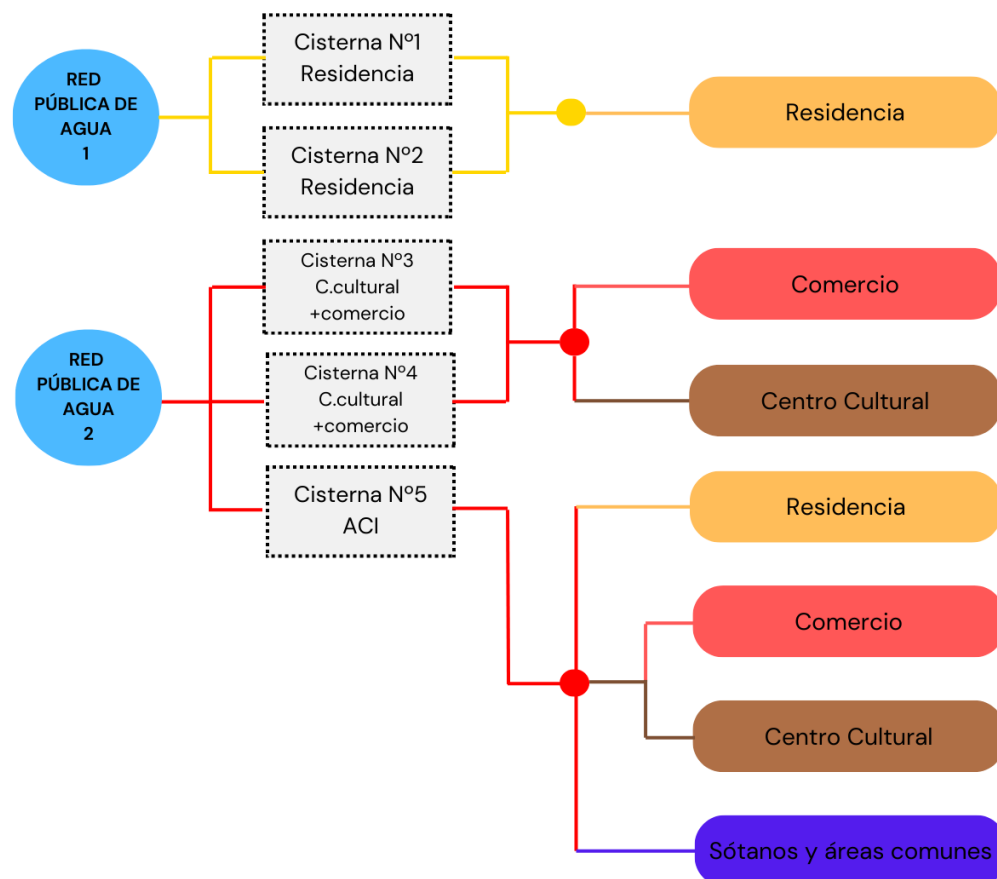 RED
PÚBLICA DE
AGUA
1
Cisterna Nº1
Residencia
Cisterna Nº2
Residencia
Residencia
RED
PÚBLICA DE
AGUA
2
Cisterna Nº3
C.cultural
+comercio
Cisterna Nº4
C.cultural
+comercio
Cisterna Nº5
ACI
Comercio
Centro Cultural
Residencia
Comercio
Centro Cultural
Sótanos y áreas comunes